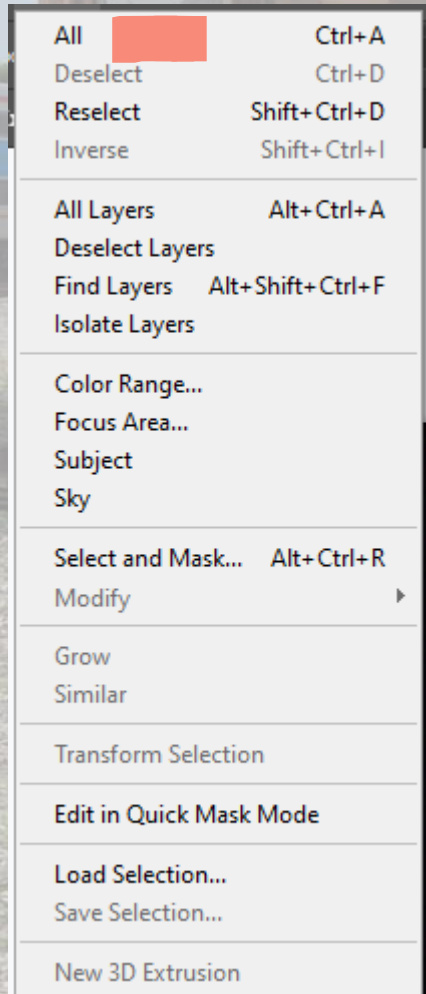 All Ctrl+A
Deselect Ctrl+D
Reselect Shift+Ctrl+D
Inverse Shift+Ctrl+I
All Layers Alt+Ctrl+A
Deselect Layers
Find Layers Alt+Shift+Ctrl+F
Isolate Layers
Color Range...
Focus Area...
Subject
Sky
Select and Mask... Alt+Ctrl+R
Modify
Grow
Similar
Transform Selection
Edit in Quick Mask Mode
Load Selection...
Save Selection...
New 3D Extrusion